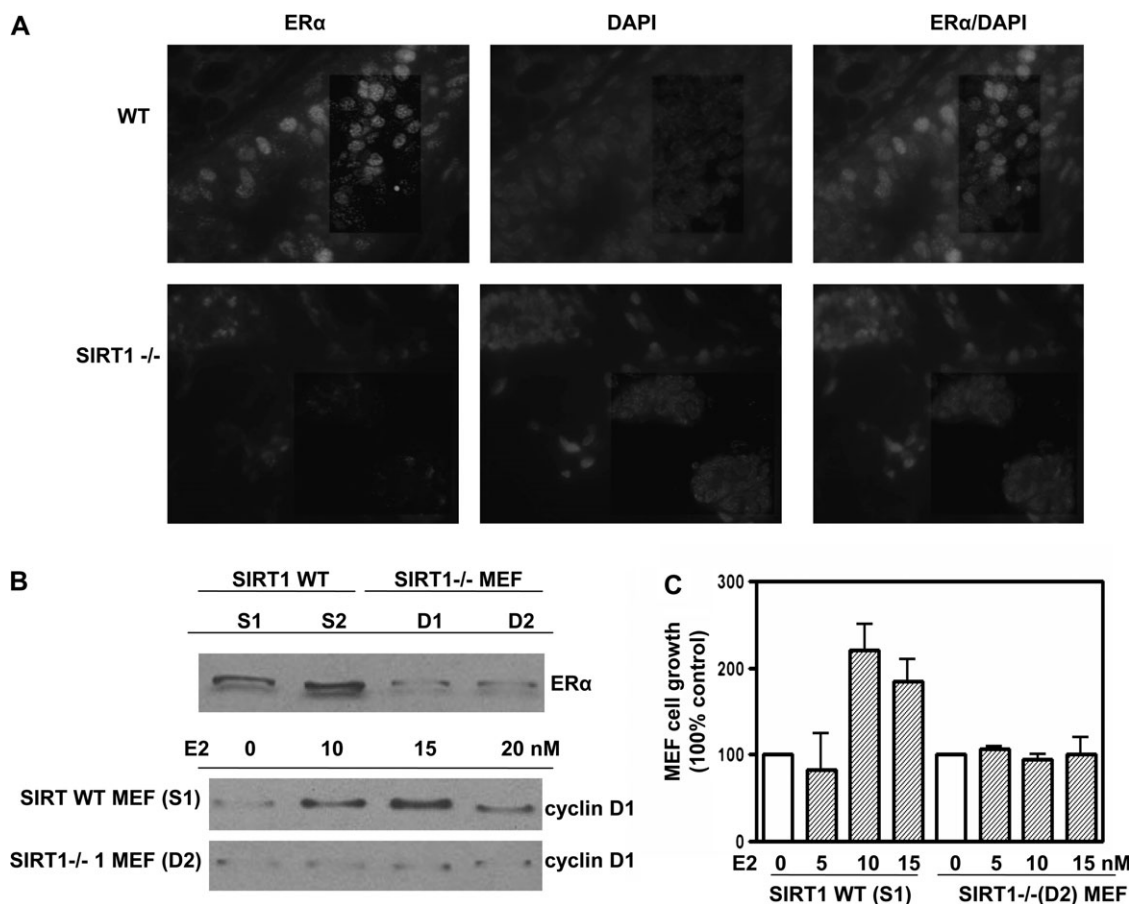 A
ERα DAPI ERα/DAPI
WT
SIRT1 -/-
B
SIRT1 WT SIRT1-/- MEF
S1 S2 D1 D2
ERα
E2 0 10 15 20 nM
SIRT WT MEF (S1) cyclin D1
SIRT1-/- 1 MEF (D2) cyclin D1
C
MEF cell growth
(100% control)
300
200
100
0
E2 0 5 10 15 0 5 10 15 nM
SIRT1 WT (S1) SIRT1-/-(D2) MEF